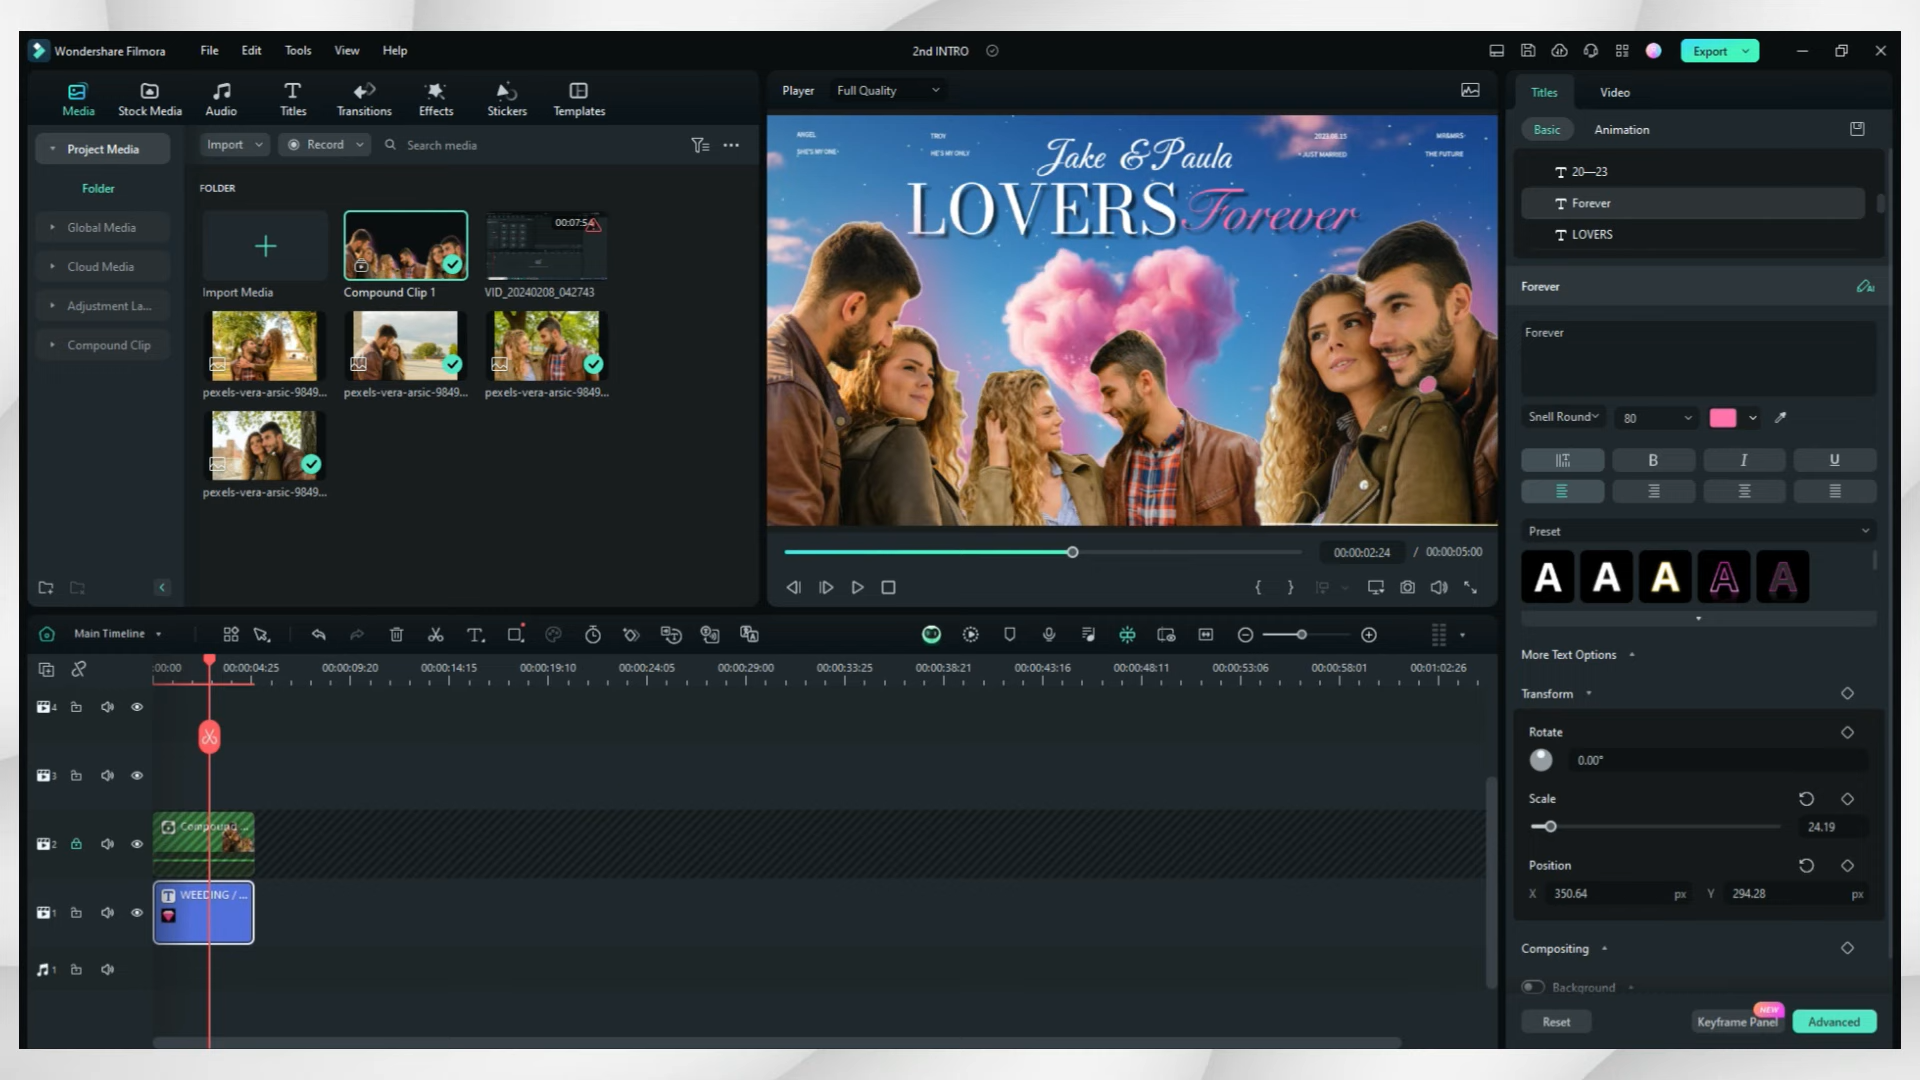 Wondershare Filmora
File Edit Tools View Help
2nd INTRO
Export
Media Stock Media Audio Titles Transitions Effects Stickers Templates
Project Media
Folder
Global Media
Cloud Media
Adjustment La...
Compound Clip
Import
Record
Search media
FOLDER
00:07:54
Import Media
Compound Clip 1
VID_20240208_042743
pexels-vera-arsic-9849...
pexels-vera-arsic-9849...
pexels-vera-arsic-9849...
pexels-vera-arsic-9849...
Player Full Quality
ANGEL
SHE'S MY ONE·
TROY
HE'S MY ONLY
2023.08.15
• JUST MARRIED
MR&MRS·
THE FUTURE
Jake & Paula
LOVERS Forever
00:00:02:24 / 00:00:05:00
{ }
Titles Video
Basic Animation
20—23
Forever
LOVERS
Forever
Forever
Snell Round
80
B I U
Preset
A A A A A
More Text Options
Transform
Rotate
0.00°
Scale
24.19
Position
X 350.64 px Y 294.28 px
Compositing
Background
Reset
NEW
Keyframe Panel
Advanced
Main Timeline
:00:00 00:00:04:25 00:00:09:20 00:00:14:15 00:00:19:10 00:00:24:05 00:00:29:00 00:00:33:25 00:00:38:21 00:00:43:16 00:00:48:11 00:00:53:06 00:00:58:01 00:01:02:26
4
3
2
Compound ...
1
WEEDING / ...
1